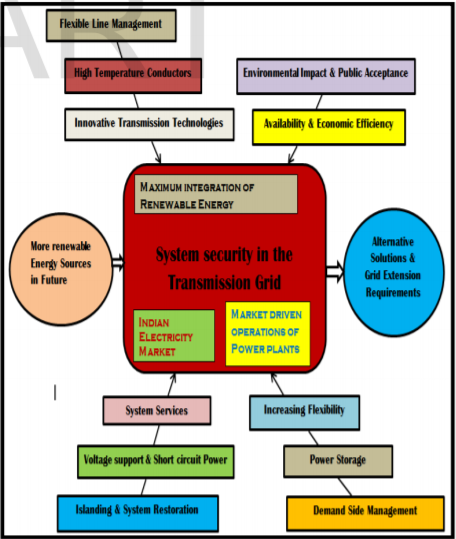 ART
Flexible Line Management
High Temperature Conductors
Environmental Impact & Public Acceptance
Innovative Transmission Technologies
Availability & Economic Efficiency
MAXIMUM INTEGRATION OF
RENEWABLE ENERGY
More renewable
Energy Sources
in Future
System security in the
Transmission Grid
Alternative
Solutions &
Grid Extension
Requirements
INDIAN
ELECTRICITY
MARKET
MARKET DRIVEN
OPERATIONS OF
POWER PLANTS
System Services
Increasing Flexibility
Voltage support & Short circuit Power
Power Storage
Islanding & System Restoration
Demand Side Management